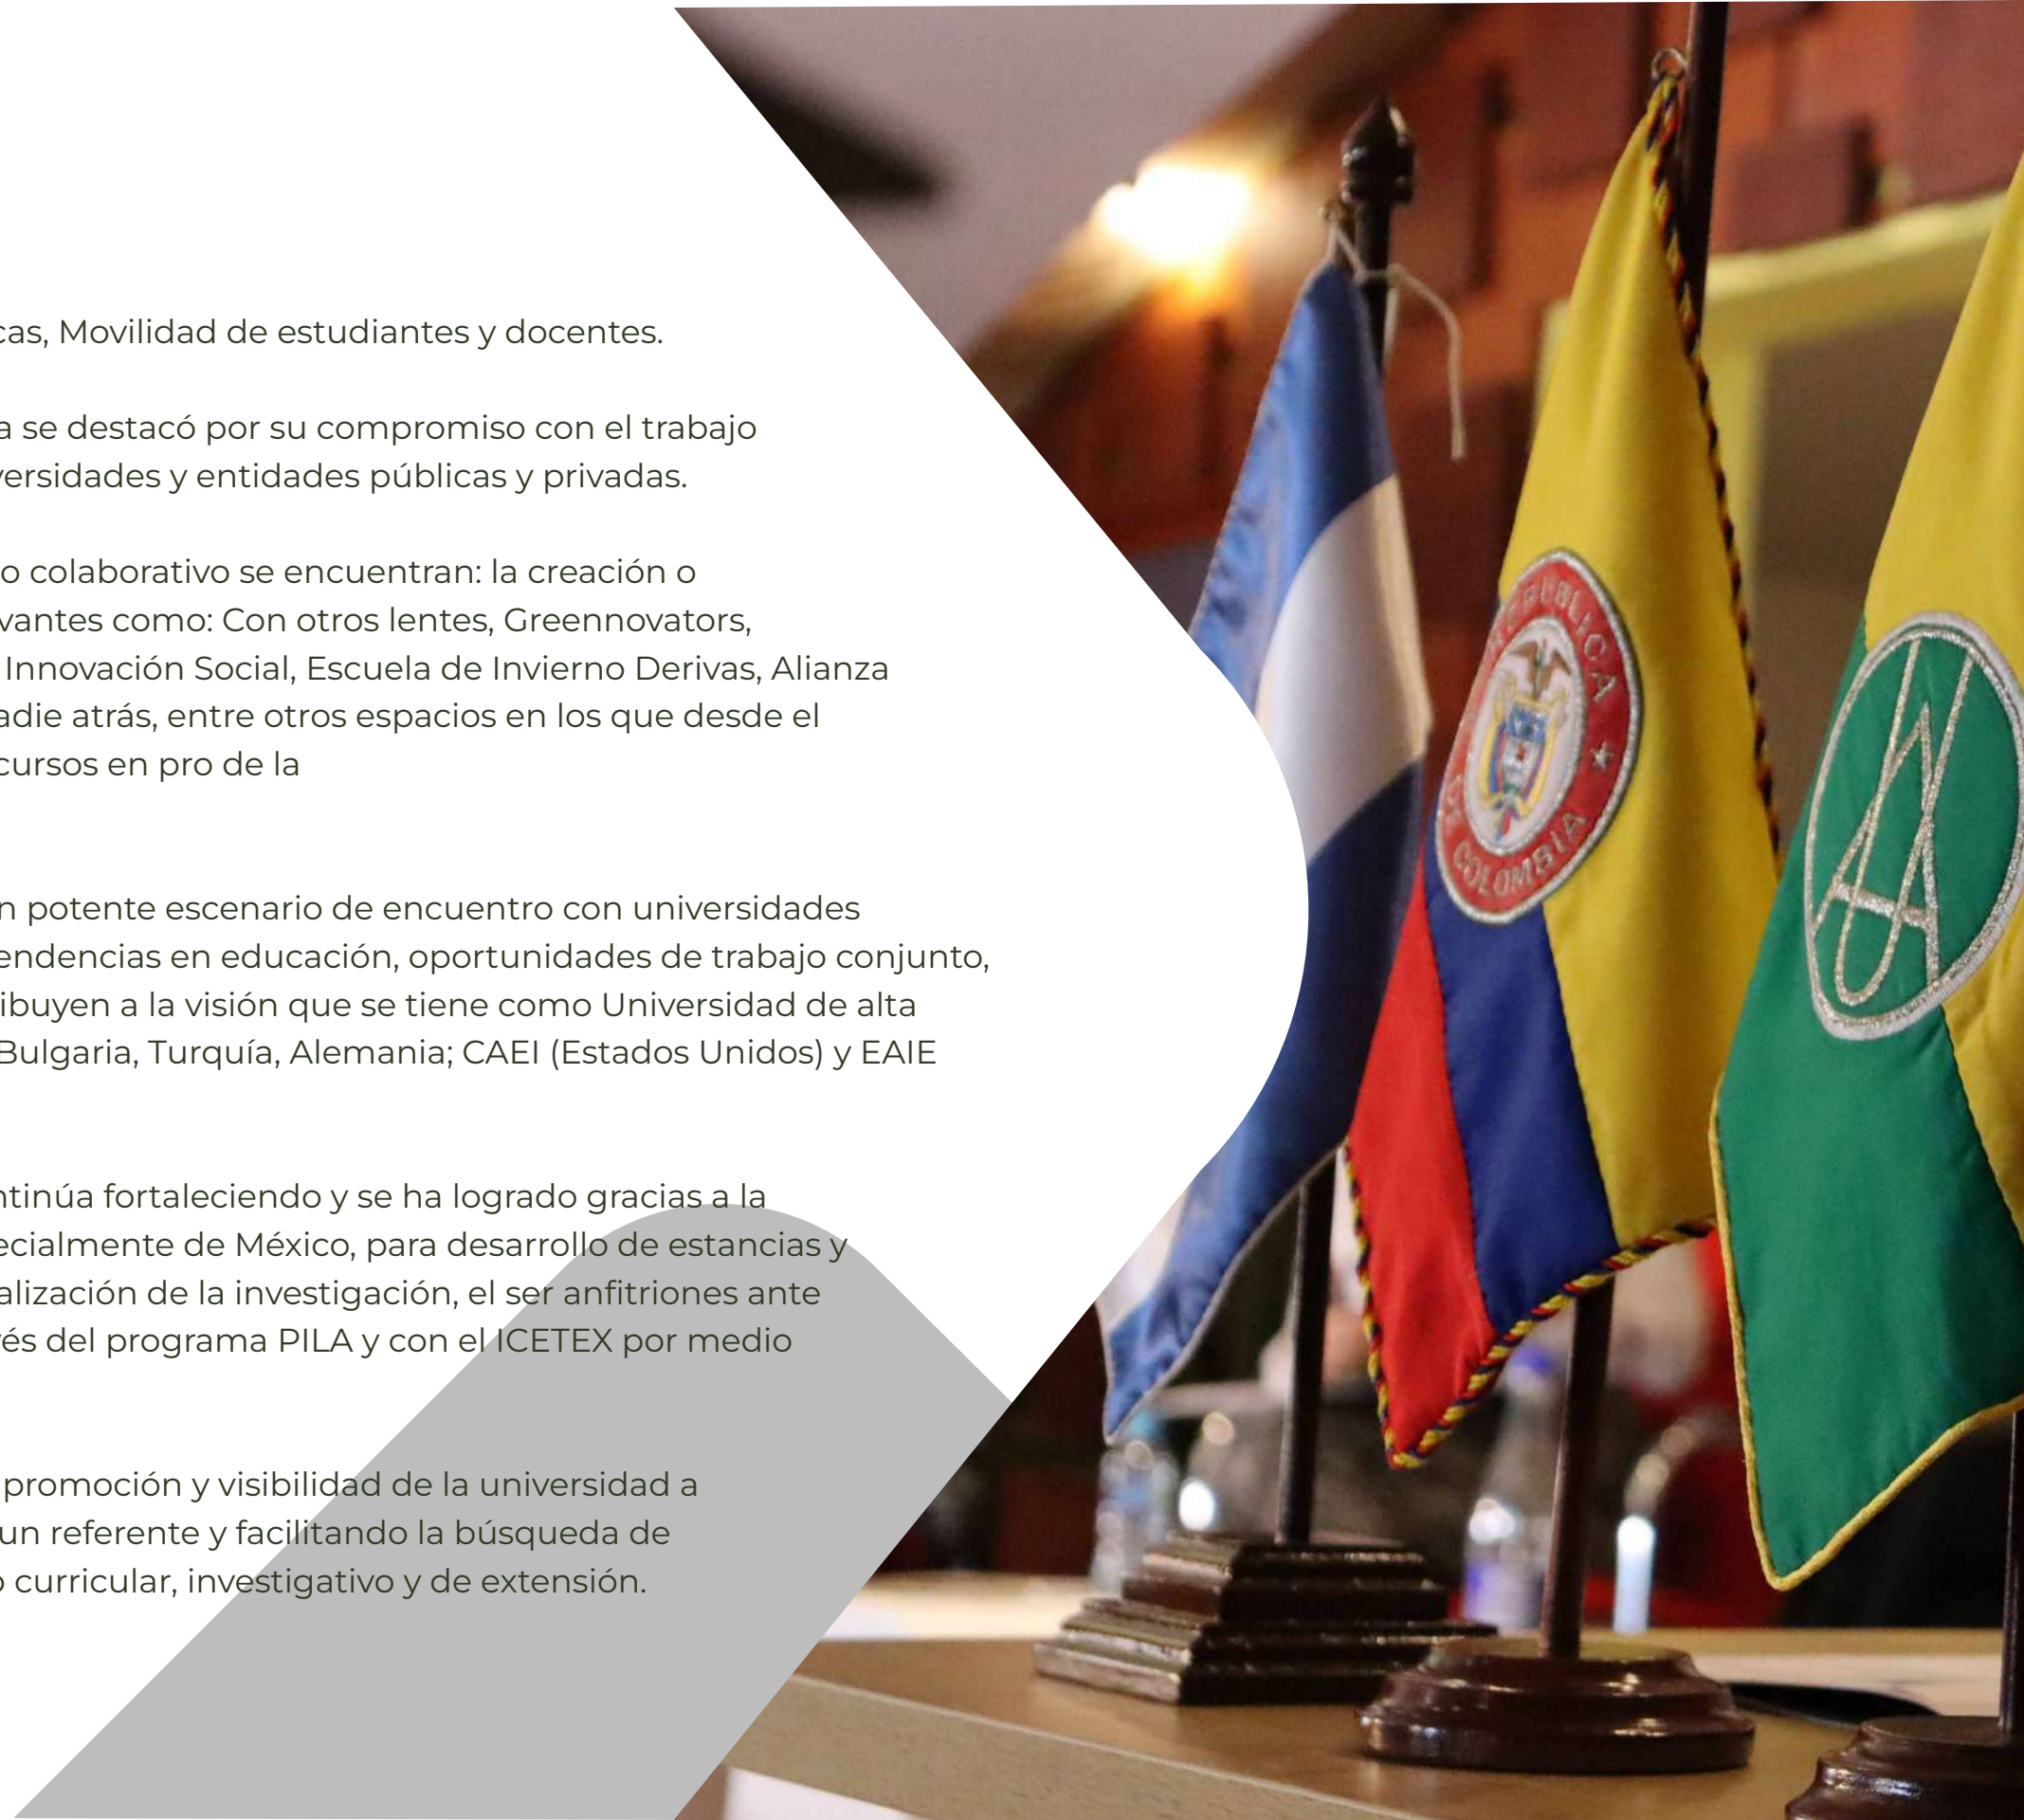 cas, Movilidad de estudiantes y docentes.
a se destacó por su compromiso con el trabajo
versidades y entidades públicas y privadas.
o colaborativo se encuentran: la creación o
vantes como: Con otros lentes, Greennovators,
Innovación Social, Escuela de Invierno Derivas, Alianza
adie atrás, entre otros espacios en los que desde el
cursos en pro de la
n potente escenario de encuentro con universidades
endencias en educación, oportunidades de trabajo conjunto,
ibuyen a la visión que se tiene como Universidad de alta
Bulgaria, Turquía, Alemania; CAEI (Estados Unidos) y EAIE
ntinúa fortaleciendo y se ha logrado gracias a la
ecialmente de México, para desarrollo de estancias y
alización de la investigación, el ser anfitriones ante
vés del programa PILA y con el ICETEX por medio
promoción y visibilidad de la universidad a
un referente y facilitando la búsqueda de
o curricular, investigativo y de extensión.
REPUBLICA
DE COLOMBIA